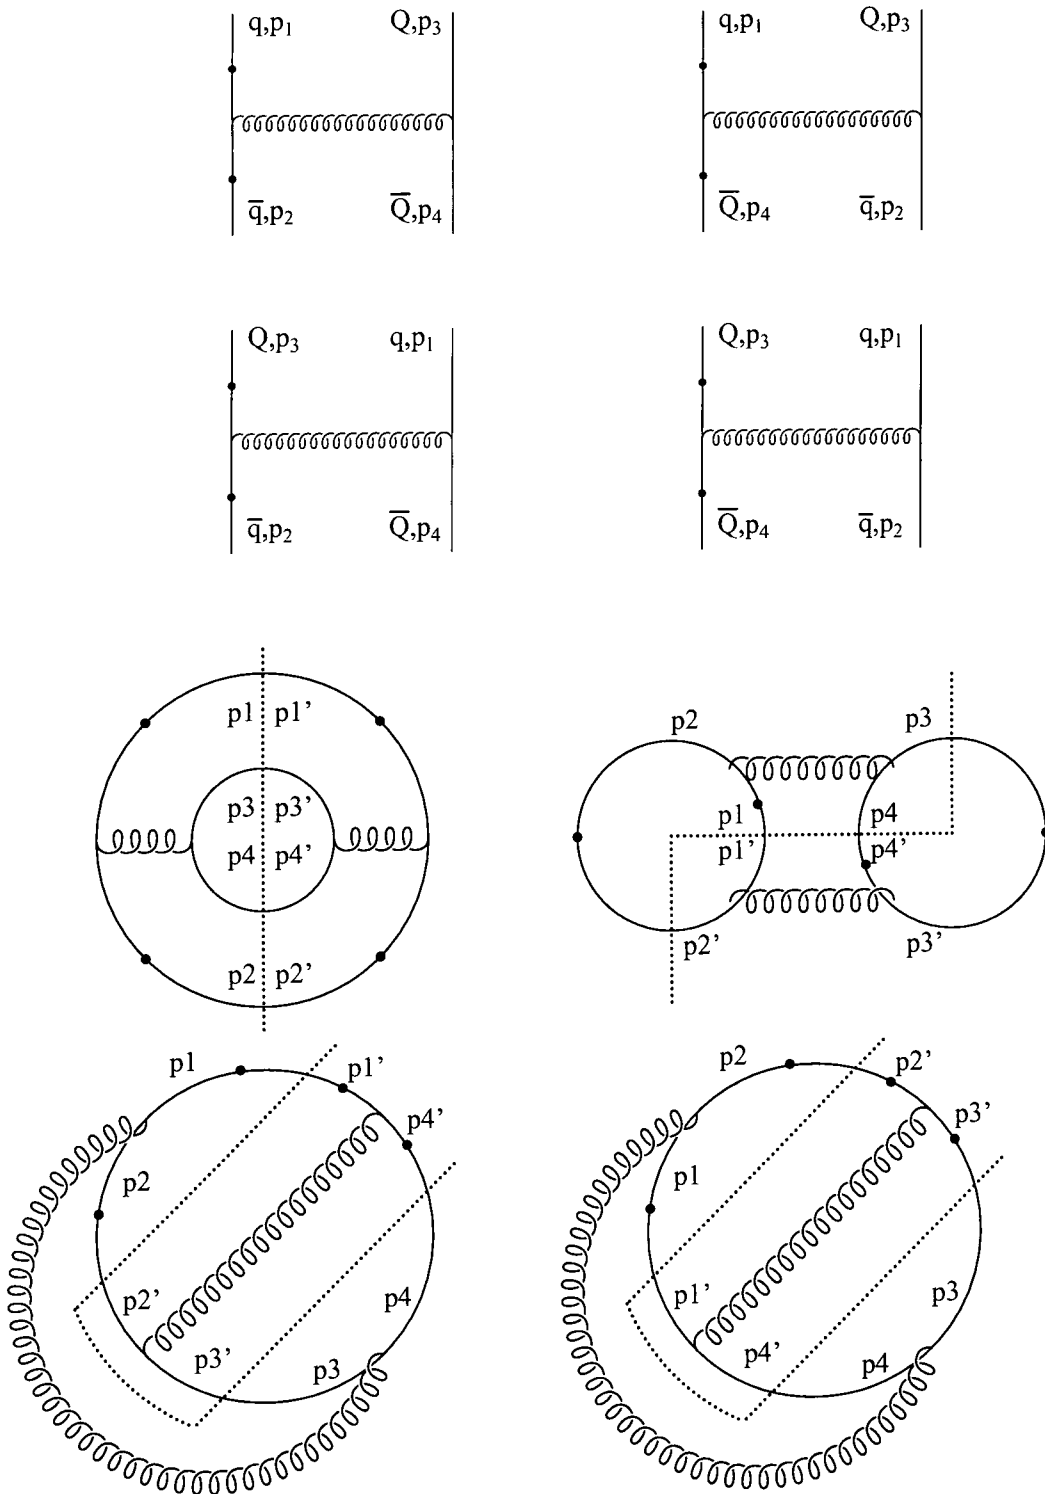 q,p₁ Q,p₃ q,p₁ Q,p₃
q̅,p₂ Q̅,p₄ Q̅,p₄ q̅,p₂
Q,p₃ q,p₁ Q,p₃ q,p₁
q̅,p₂ Q̅,p₄ Q̅,p₄ q̅,p₂
p1 p1’ p2 p3
p3 p3’ p1 p4
p4 p4’ p1’ p4’
p2 p2’ p2’ p3’
p1 p1’ p2 p2’
p4’ p3’
p2 p1
p2’ p4 p1’ p3
p3’ p3 p4’ p4